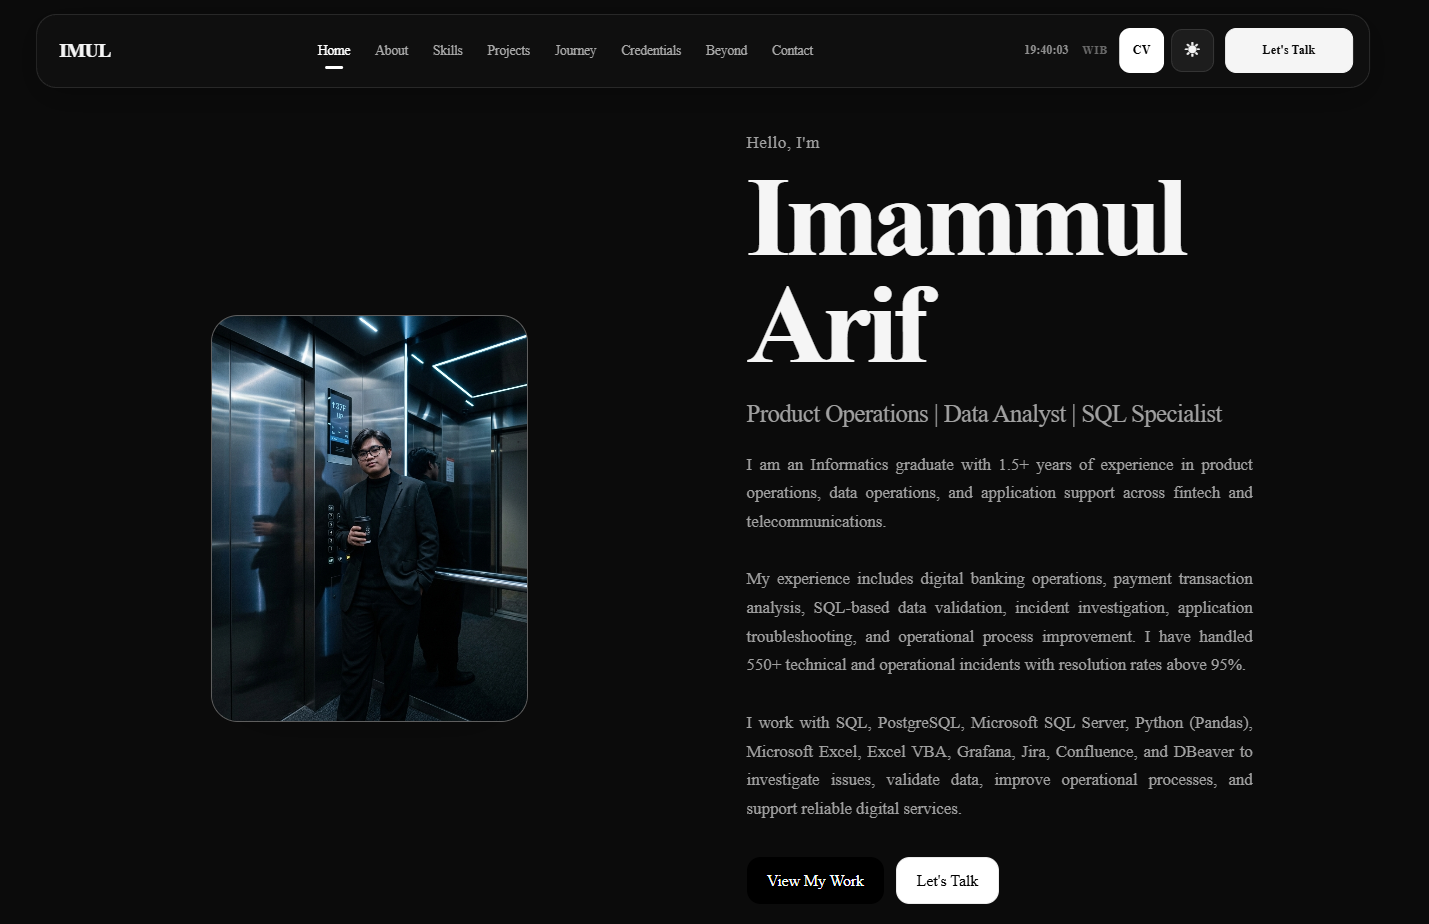 IMUL
Home About Skills Projects Journey Credentials Beyond Contact
19:40:03 WIB CV Let's Talk
Hello, I'm
Imammul
Arif
Product Operations | Data Analyst | SQL Specialist
I am an Informatics graduate with 1.5+ years of experience in product
operations, data operations, and application support across fintech and
telecommunications.
My experience includes digital banking operations, payment transaction
analysis, SQL-based data validation, incident investigation, application
troubleshooting, and operational process improvement. I have handled
550+ technical and operational incidents with resolution rates above 95%.
I work with SQL, PostgreSQL, Microsoft SQL Server, Python (Pandas),
Microsoft Excel, Excel VBA, Grafana, Jira, Confluence, and DBeaver to
investigate issues, validate data, improve operational processes, and
support reliable digital services.
View My Work Let's Talk
UP